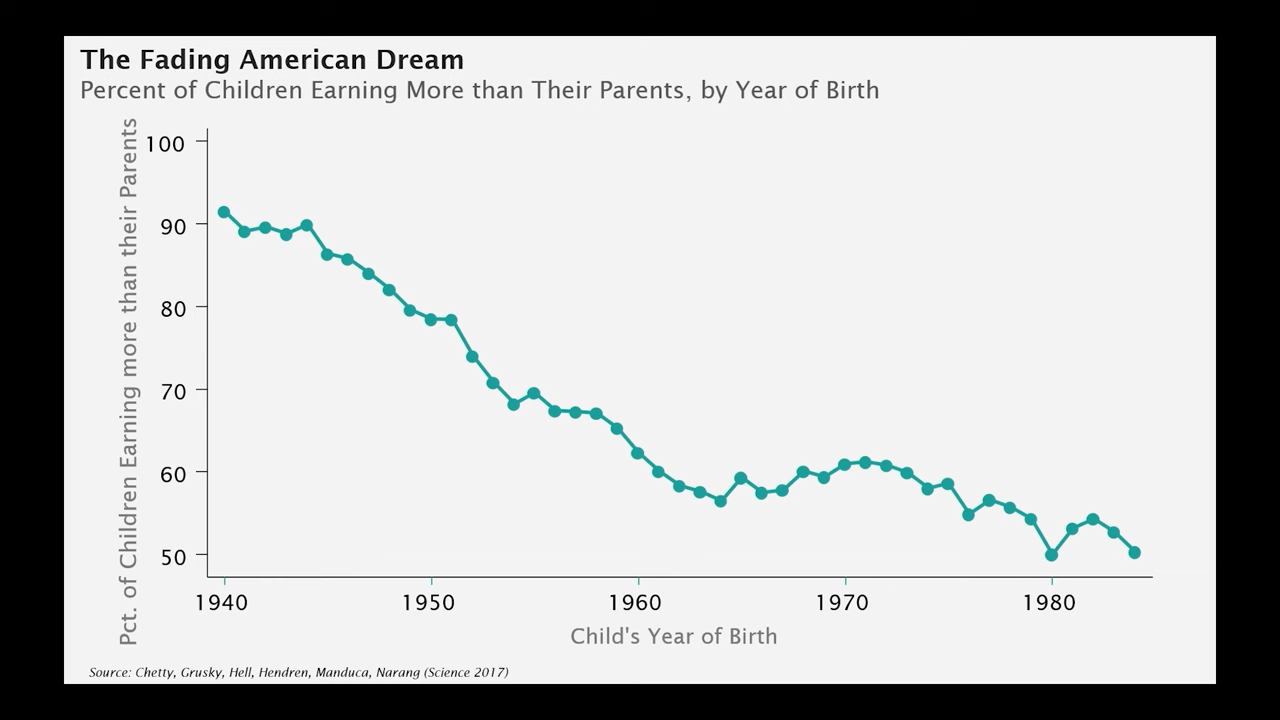 The Fading American Dream
Percent of Children Earning More than Their Parents, by Year of Birth
Pct. of Children Earning more than their Parents
100
90
80
70
60
50
1940 1950 1960 1970 1980
Child's Year of Birth
Source: Chetty, Grusky, Hell, Hendren, Manduca, Narang (Science 2017)